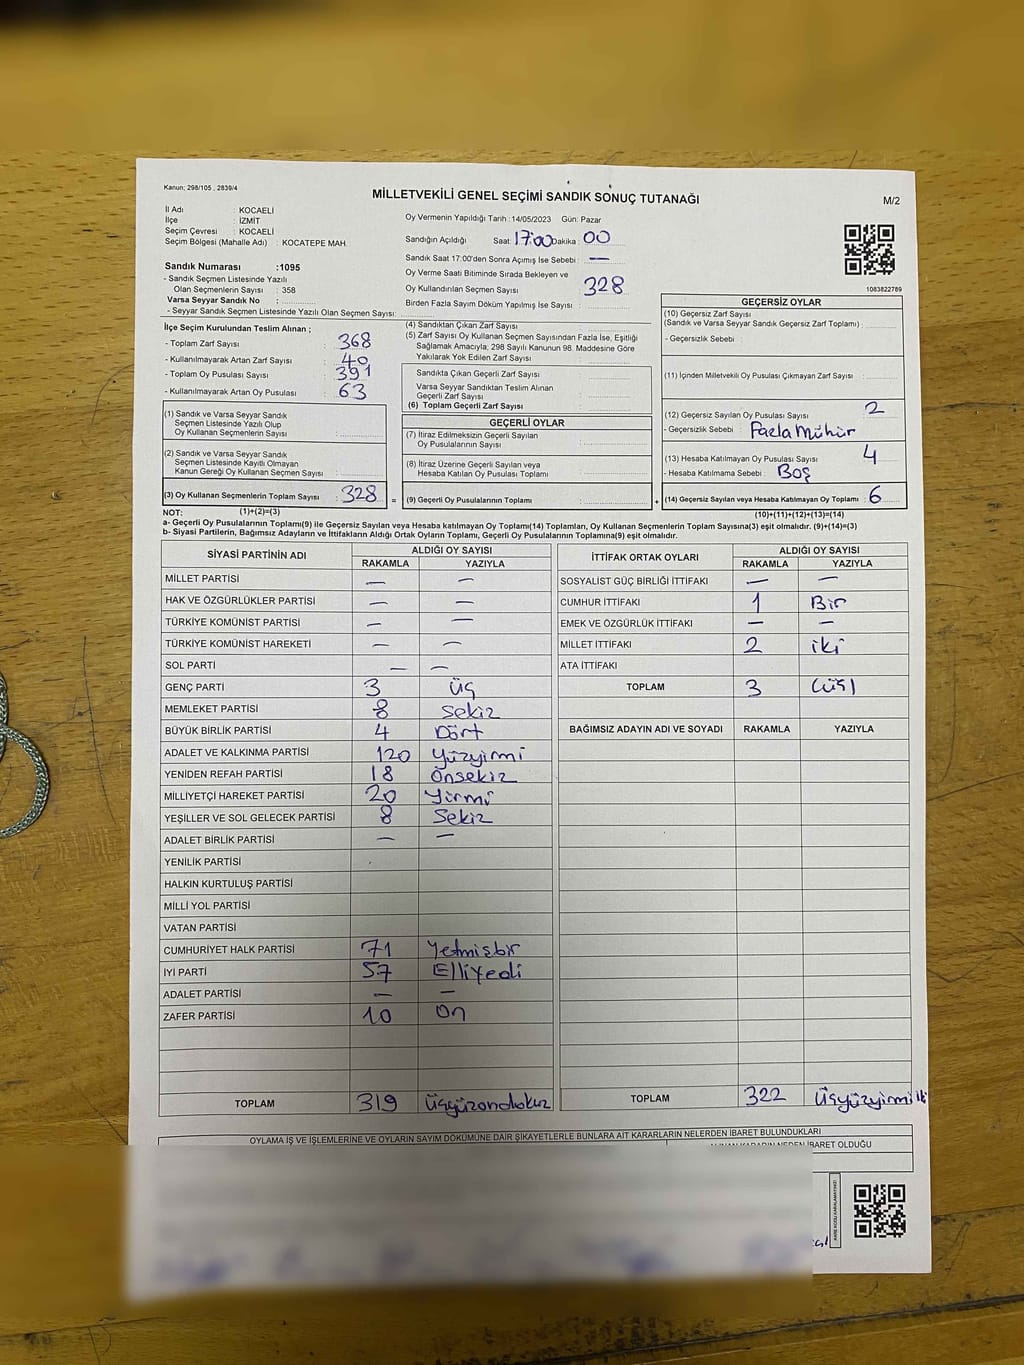 Kanun; 298/105 , 2839/4
MİLLETVEKİLİ GENEL SEÇİMİ SANDIK SONUÇ TUTANAĞI
M/2
İl Adı : KOCAELİ
İlçe : İZMİT
Seçim Çevresi : KOCAELİ
Seçim Bölgesi (Mahalle Adı) : KOCATEPE MAH.
Sandık Numarası :1095
- Sandık Seçmen Listesinde Yazılı
Olan Seçmenlerin Sayısı : 358
Varsa Seyyar Sandık No :
- Seyyar Sandık Seçmen Listesinde Yazılı Olan Seçmen Sayısı:
Oy Vermenin Yapıldığı Tarih :14/05/2023 Gün: Pazar
Sandığın Açıldığı Saat: 17:00 Dakika: 00
Sandık Saat 17:00'den Sonra Açımış İse Sebebi : —
Oy Verme Saati Bitiminde Sırada Bekleyen ve
Oy Kullandırılan Seçmen Sayısı : 328
Birden Fazla Sayım Döküm Yapılmış İse Sayısı :
1083822789
İlçe Seçim Kurulundan Teslim Alınan ;
- Toplam Zarf Sayısı : 368
- Kullanılmayarak Artan Zarf Sayısı : 40
- Toplam Oy Pusulası Sayısı : 391
- Kullanılmayarak Artan Oy Pusulası : 63
(1) Sandık ve Varsa Seyyar Sandık
Seçmen Listesinde Yazılı Olup
Oy Kullanan Seçmenlerin Sayısı :
(2) Sandık ve Varsa Seyyar Sandık
Seçmen Listesinde Kayıtlı Olmayan
Kanun Gereği Oy Kullanan Seçmen Sayısı :
(3) Oy Kullanan Seçmenlerin Toplam Sayısı : 328
(1)+(2)=(3)
(4) Sandıktan Çıkan Zarf Sayısı :
(5) Zarf Sayısı Oy Kullanan Seçmen Sayısından Fazla İse, Eşitliği
Sağlamak Amacıyla; 298 Sayılı Kanunun 98. Maddesine Göre
Yakılarak Yok Edilen Zarf Sayısı :
Sandıkta Çıkan Geçerli Zarf Sayısı :
Varsa Seyyar Sandıktan Teslim Alınan
Geçerli Zarf Sayısı :
(6) Toplam Geçerli Zarf Sayısı :
GEÇERLİ OYLAR
(7) İtiraz Edilmeksizin Geçerli Sayılan
Oy Pusulalarının Sayısı :
(8) İtiraz Üzerine Geçerli Sayılan veya
Hesaba Katılan Oy Pusulası Toplamı :
= (9) Geçerli Oy Pusulalarının Toplamı :
GEÇERSİZ OYLAR
(10) Geçersiz Zarf Sayısı
(Sandık ve Varsa Seyyar Sandık Geçersiz Zarf Toplamı) :
- Geçersizlik Sebebi :
(11) İçinden Milletvekili Oy Pusulası Çıkmayan Zarf Sayısı :
(12) Geçersiz Sayılan Oy Pusulası Sayısı : 2
- Geçersizlik Sebebi : Fazla Mühür
(13) Hesaba Katılmayan Oy Pusulası Sayısı : 4
- Hesaba Katılmama Sebebi : Boş
+ (14) Geçersiz Sayılan veya Hesaba Katılmayan Oy Toplamı : 6
(10)+(11)+(12)+(13)=(14)
NOT:
a- Geçerli Oy Pusulalarının Toplamı(9) ile Geçersiz Sayılan veya Hesaba katılmayan Oy Toplamı(14) Toplamları, Oy Kullanan Seçmenlerin Toplam Sayısına(3) eşit olmalıdır. (9)+(14)=(3)
b- Siyasi Partilerin, Bağımsız Adayların ve İttifakların Aldığı Ortak Oyların Toplamı, Geçerli Oy Pusulalarının Toplamına(9) eşit olmalıdır.
SİYASİ PARTİNİN ADI ALDIĞI OY SAYISI
RAKAMLA YAZIYLA
MİLLET PARTİSİ — —
HAK VE ÖZGÜRLÜKLER PARTİSİ — —
TÜRKİYE KOMÜNİST PARTİSİ — —
TÜRKİYE KOMÜNİST HAREKETİ — —
SOL PARTİ — —
GENÇ PARTİ 3 Üç
MEMLEKET PARTİSİ 8 Sekiz
BÜYÜK BİRLİK PARTİSİ 4 Dört
ADALET VE KALKINMA PARTİSİ 120 Yüzyirmi
YENİDEN REFAH PARTİSİ 18 Onsekiz
MİLLİYETÇİ HAREKET PARTİSİ 20 Yirmi
YEŞİLLER VE SOL GELECEK PARTİSİ 8 Sekiz
ADALET BİRLİK PARTİSİ — —
YENİLİK PARTİSİ
HALKIN KURTULUŞ PARTİSİ
MİLLİ YOL PARTİSİ
VATAN PARTİSİ
CUMHURİYET HALK PARTİSİ 71 Yetmişbir
İYİ PARTİ 57 Elliyedi
ADALET PARTİSİ — —
ZAFER PARTİSİ 10 On
TOPLAM 319 Üçyüzondokuz
İTTİFAK ORTAK OYLARI ALDIĞI OY SAYISI
RAKAMLA YAZIYLA
SOSYALİST GÜÇ BİRLİĞİ İTTİFAKI — —
CUMHUR İTTİFAKI 1 Bir
EMEK VE ÖZGÜRLÜK İTTİFAKI — —
MİLLET İTTİFAKI 2 iki
ATA İTTİFAKI
TOPLAM 3 (üç)
BAĞIMSIZ ADAYIN ADI VE SOYADI RAKAMLA YAZIYLA
TOPLAM 322 Üçyüzyirmi
OYLAMA İŞ VE İŞLEMLERİNE VE OYLARIN SAYIM DÖKÜMÜNE DAİR ŞİKAYETLERLE BUNLARA AİT KARARLARIN NELERDEN İBARET BULUNDUKLARI